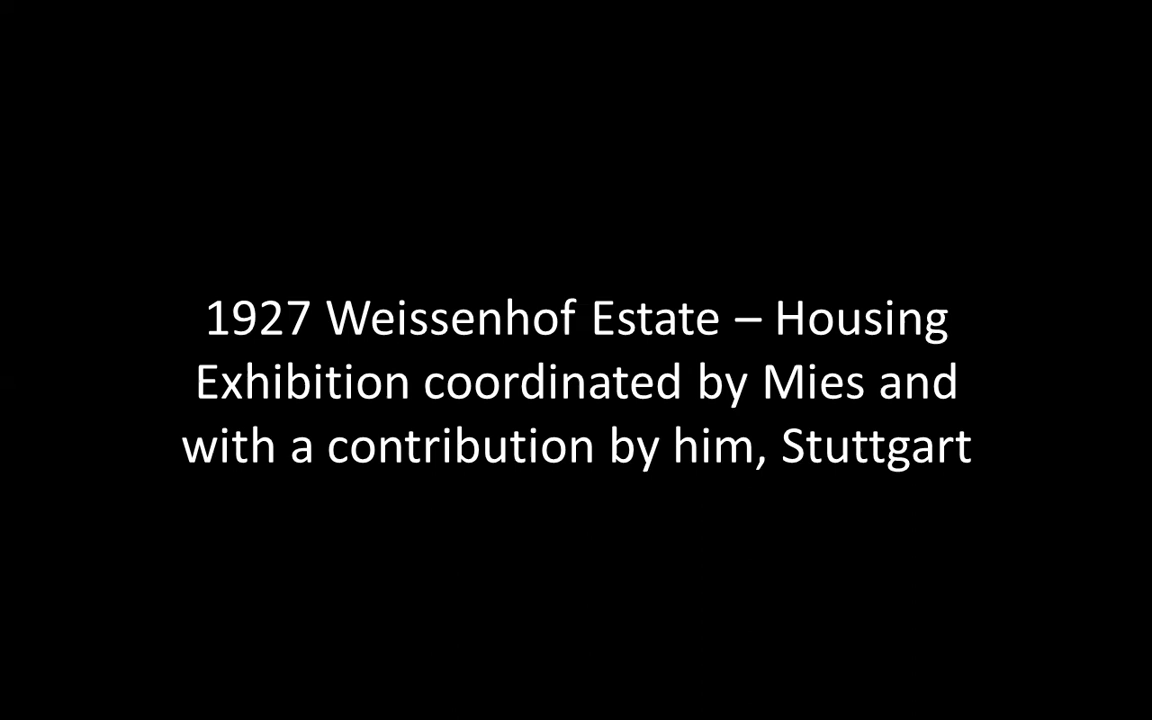 1927 Weissenhof Estate – Housing
Exhibition coordinated by Mies and
with a contribution by him, Stuttgart